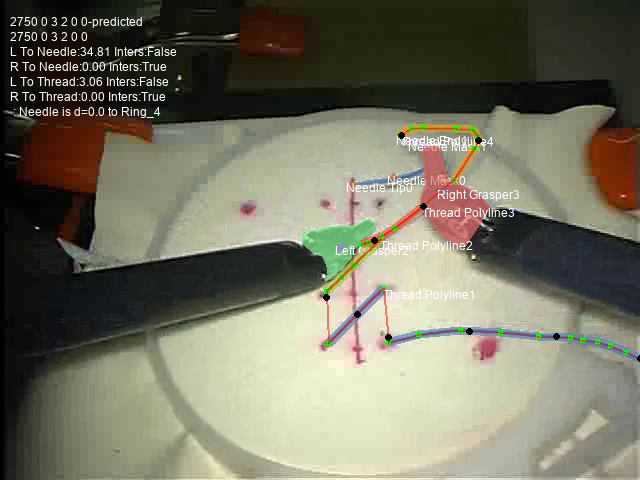 2750 0 3 2 0 0-predicted
2750 0 3 2 0 0
L To Needle:34.81 Inters:False
R To Needle:0.00 Inters:True
L To Thread:3.06 Inters:False
R To Thread:0.00 Inters:True
: Needle is d=0.0 to Ring_4
Polyline4
Needle
Needle Tip0
Right Grasper3
Thread Polyline3
Thread Polyline2
Left
Thread Polyline1